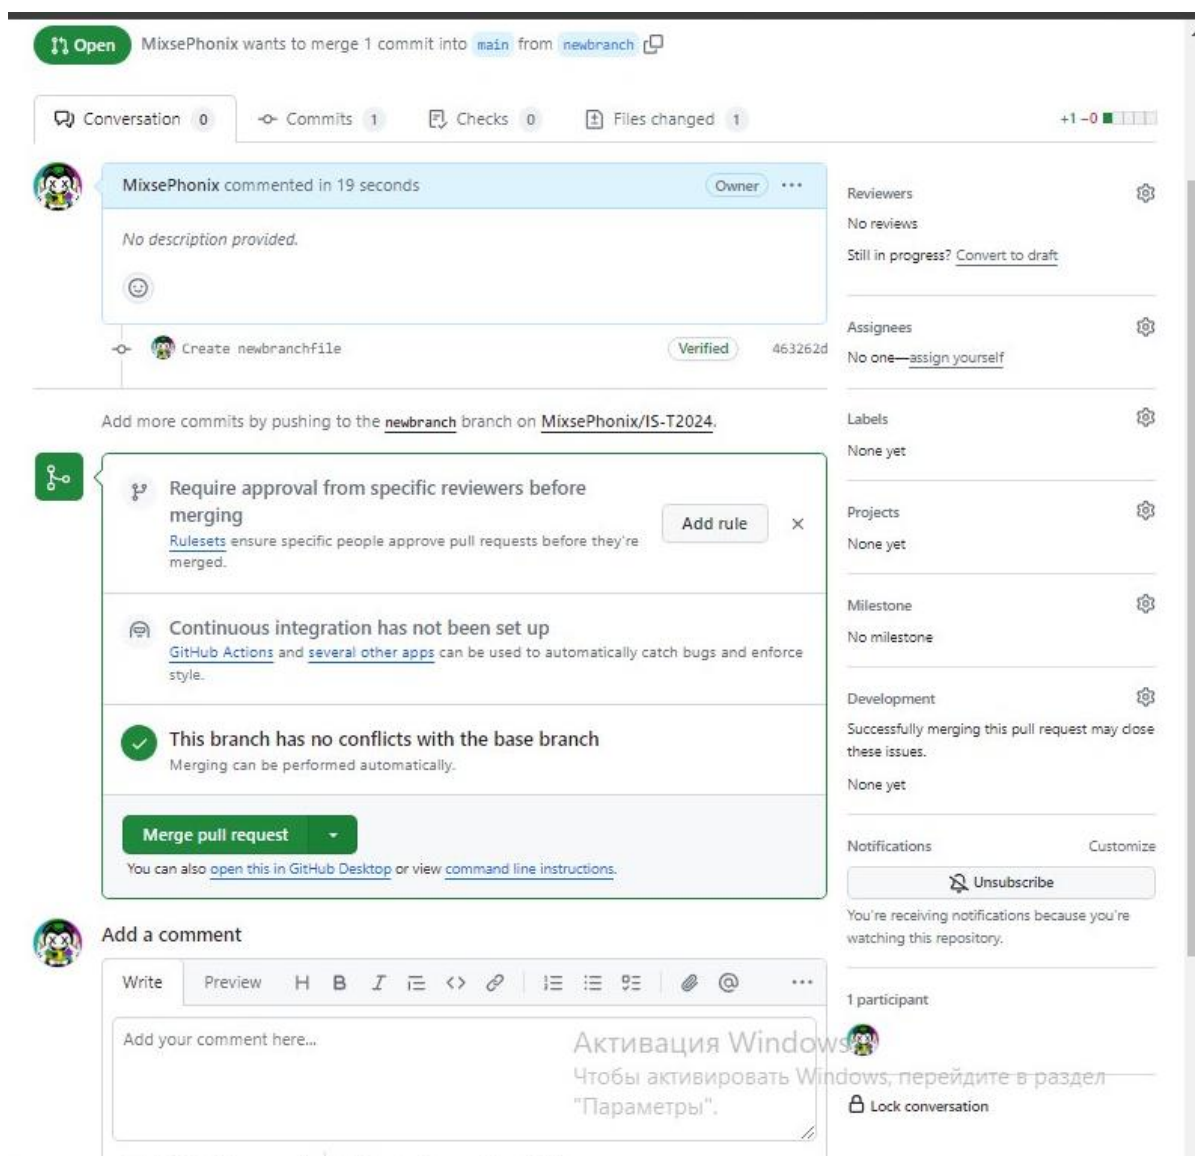 Open MixsePhonix wants to merge 1 commit into main from newbranch
Conversation 0 Commits 1 Checks 0 Files changed 1 +1 −0
MixsePhonix commented in 19 seconds Owner
No description provided.
Create newbranchfile Verified 463262d
Add more commits by pushing to the newbranch branch on MixsePhonix/IS-T2024.
Require approval from specific reviewers before
merging
Rulesets ensure specific people approve pull requests before they're
merged.
Add rule
Continuous integration has not been set up
GitHub Actions and several other apps can be used to automatically catch bugs and enforce
style.
This branch has no conflicts with the base branch
Merging can be performed automatically.
Merge pull request
You can also open this in GitHub Desktop or view command line instructions.
Add a comment
Write Preview H B I
Add your comment here...
Reviewers
No reviews
Still in progress? Convert to draft
Assignees
No one—assign yourself
Labels
None yet
Projects
None yet
Milestone
No milestone
Development
Successfully merging this pull request may close
these issues.
None yet
Notifications Customize
Unsubscribe
You're receiving notifications because you're
watching this repository.
1 participant
Lock conversation
Активация Windows
Чтобы активировать Windows, перейдите в раздел
"Параметры".